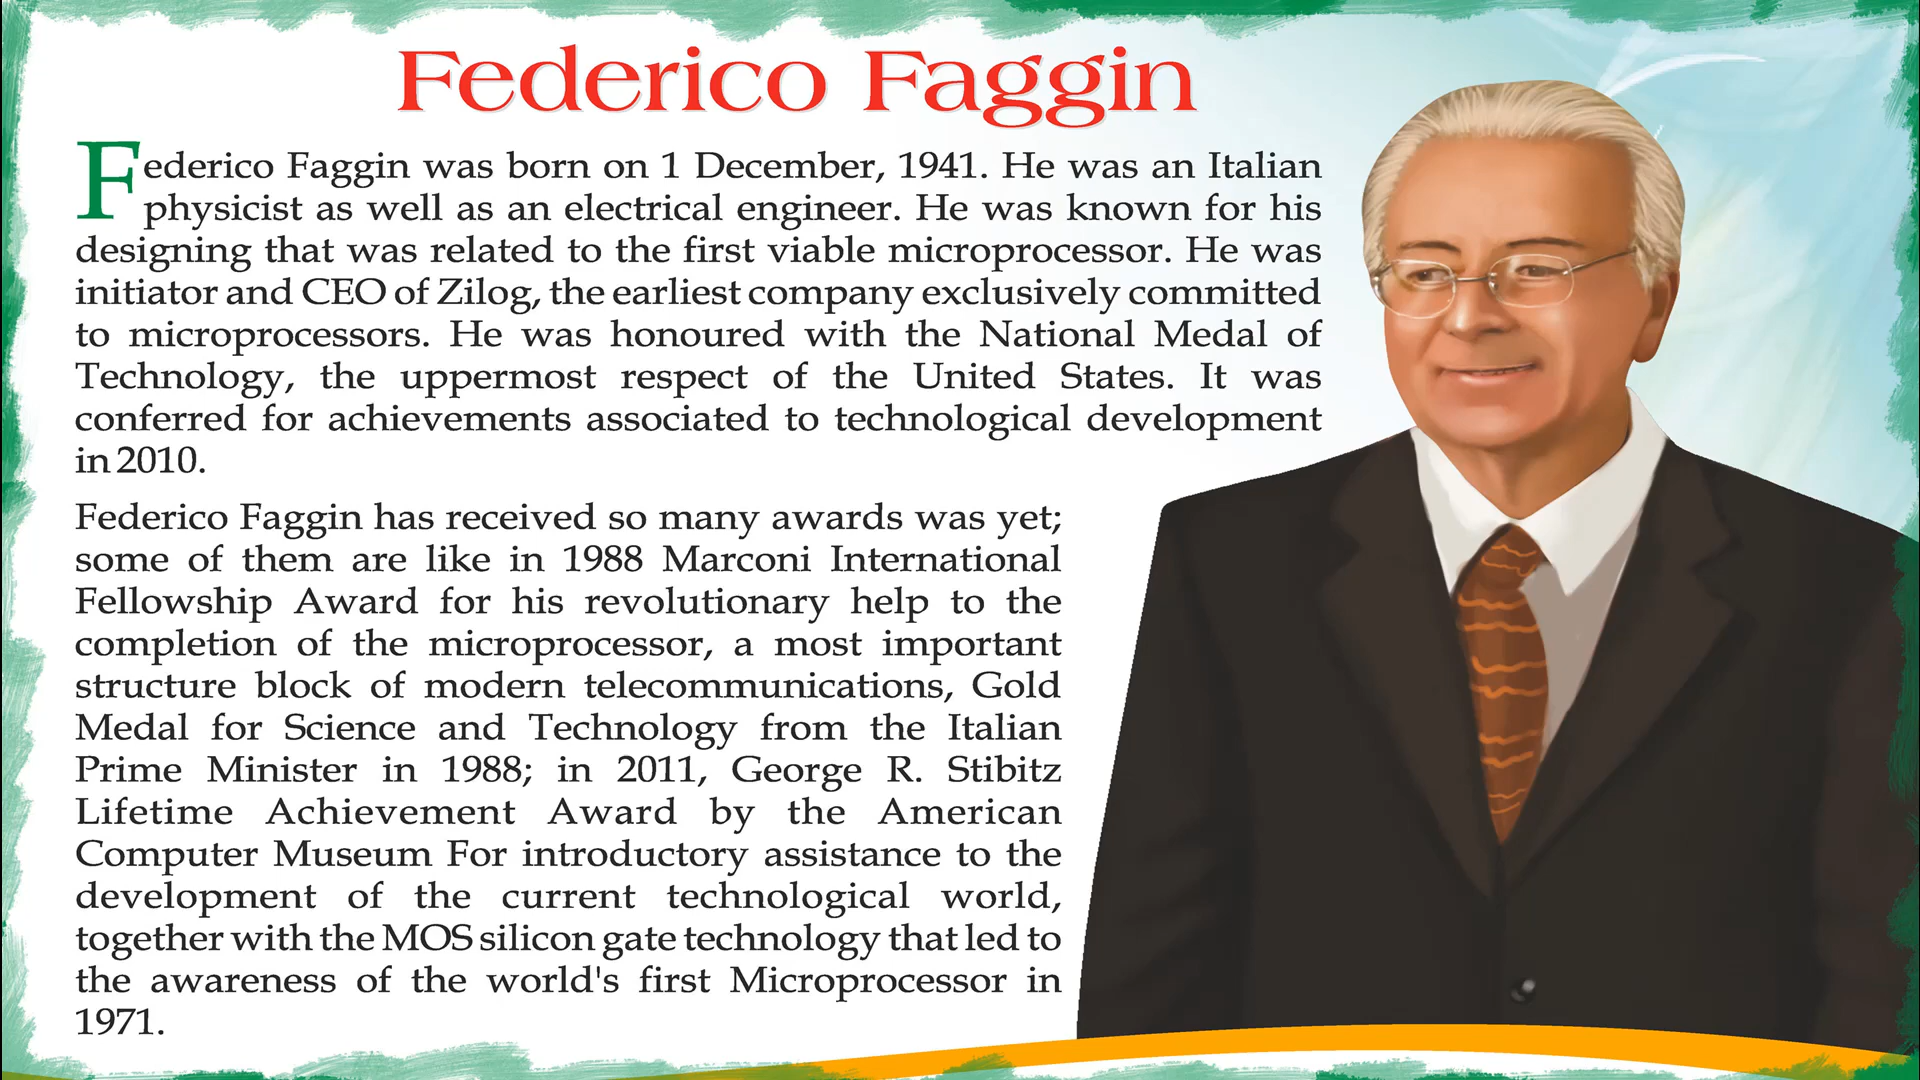 Federico Faggin
Federico Faggin was born on 1 December, 1941. He was an Italian
physicist as well as an electrical engineer. He was known for his
designing that was related to the first viable microprocessor. He was
initiator and CEO of Zilog, the earliest company exclusively committed
to microprocessors. He was honoured with the National Medal of
Technology, the uppermost respect of the United States. It was
conferred for achievements associated to technological development
in 2010.
Federico Faggin has received so many awards was yet;
some of them are like in 1988 Marconi International
Fellowship Award for his revolutionary help to the
completion of the microprocessor, a most important
structure block of modern telecommunications, Gold
Medal for Science and Technology from the Italian
Prime Minister in 1988; in 2011, George R. Stibitz
Lifetime Achievement Award by the American
Computer Museum For introductory assistance to the
development of the current technological world,
together with the MOS silicon gate technology that led to
the awareness of the world's first Microprocessor in
1971.